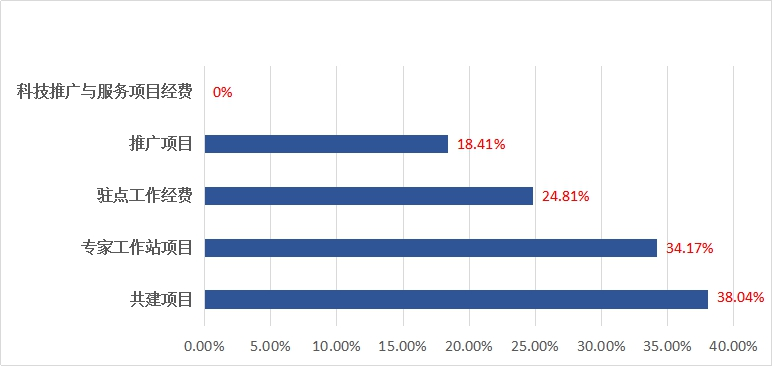 科技推广与服务项目经费 0%
推广项目 18.41%
驻点工作经费 24.81%
专家工作站项目 34.17%
共建项目 38.04%
0.00% 5.00% 10.00% 15.00% 20.00% 25.00% 30.00% 35.00% 40.00%